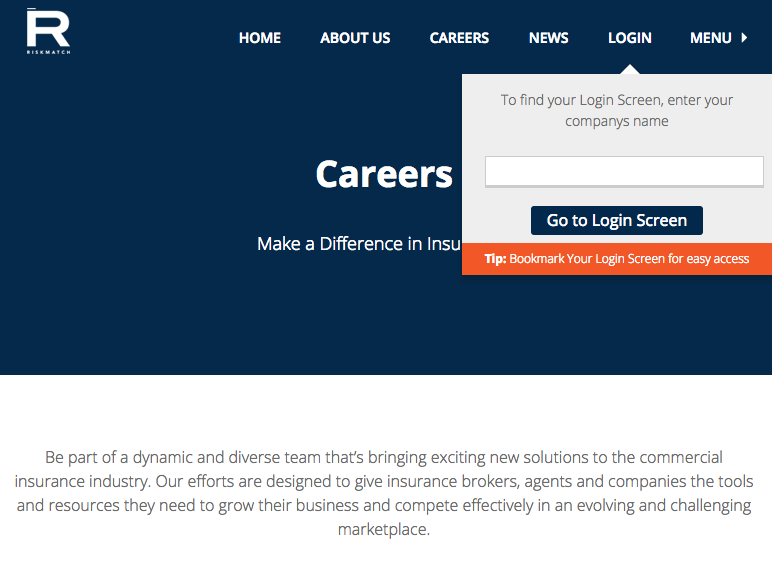 R
RISKMATCH
HOME ABOUT US CAREERS NEWS LOGIN MENU
To find your Login Screen, enter your
companys name
Go to Login Screen
Tip: Bookmark Your Login Screen for easy access
Careers
Make a Difference in Insu
Be part of a dynamic and diverse team that’s bringing exciting new solutions to the commercial
insurance industry. Our efforts are designed to give insurance brokers, agents and companies the tools
and resources they need to grow their business and compete effectively in an evolving and challenging
marketplace.